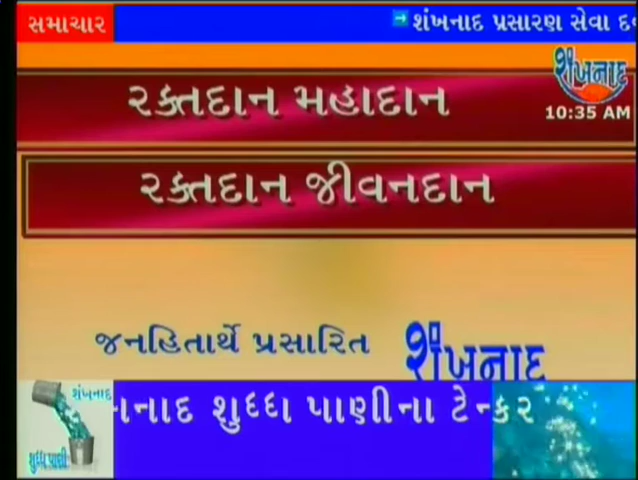 સમાચાર
શંખનાદ પ્રસારણ સેવા
શંખનાદ
10:35 AM
રક્તદાન મહાદાન
રક્તદાન જીવનદાન
જનહિતાર્થે પ્રસારિત શંખનાદ
શંખનાદ
શુધ્ધ પાણીના ટેન્કર
શુધ્ધ પાણી